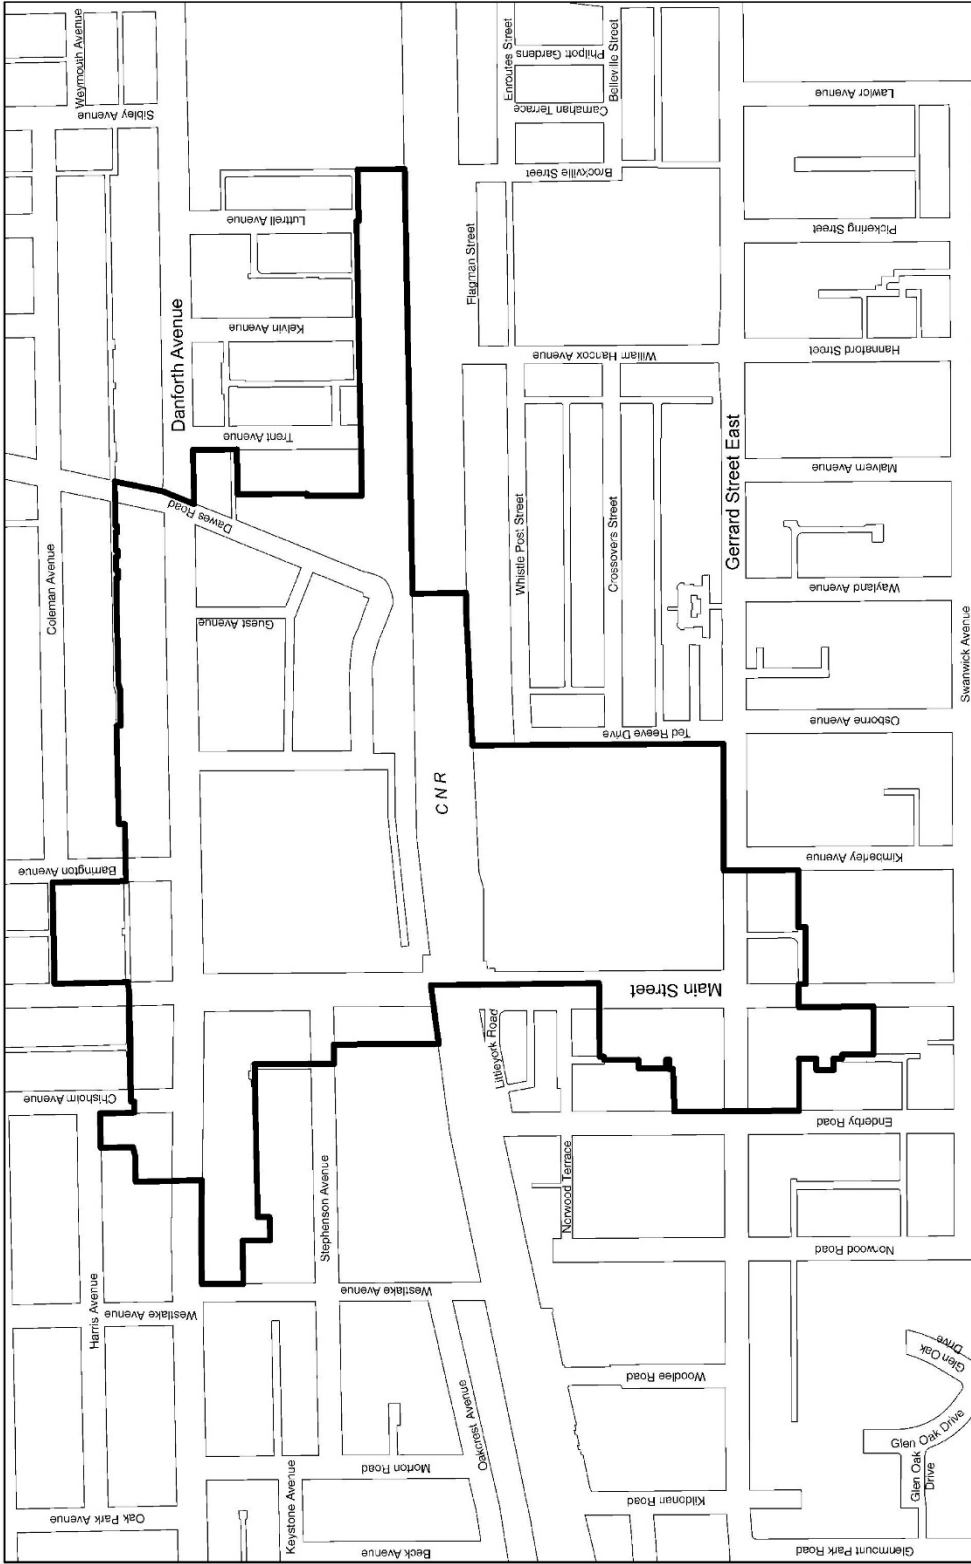 Weymouth Avenue
Sibley Avenue
Enroutes Street
Philpott Gardens
Belleville Street
Camahan Terrace
Lawlor Avenue
Brockville Street
Luttrell Avenue
Pickering Street
Flagman Street
Danforth Avenue
Kelvin Avenue
William Hancox Avenue
Hannaford Street
Trent Avenue
Malvern Avenue
Gerrard Street East
Dawes Road
Coleman Avenue
Whistle Post Street
Crossovers Street
Wayland Avenue
Guest Avenue
Swanwick Avenue
Osborne Avenue
Ted Reeve Drive
CNR
Barrington Avenue
Kimberley Avenue
Main Street
Littleyork Road
Chisholm Avenue
Enderby Road
Stephenson Avenue
Norwood Terrace
Norwood Road
Harris Avenue
Westlake Avenue
Westlake Avenue
Woodlee Road
Glen Oak
Drive
Oakcrest Avenue
Morton Road
Glen Oak Drive
Glen Oak
Drive
Kildonan Road
Keystone Avenue
Oak Park Avenue
Beck Avenue
Glenmount Park Road